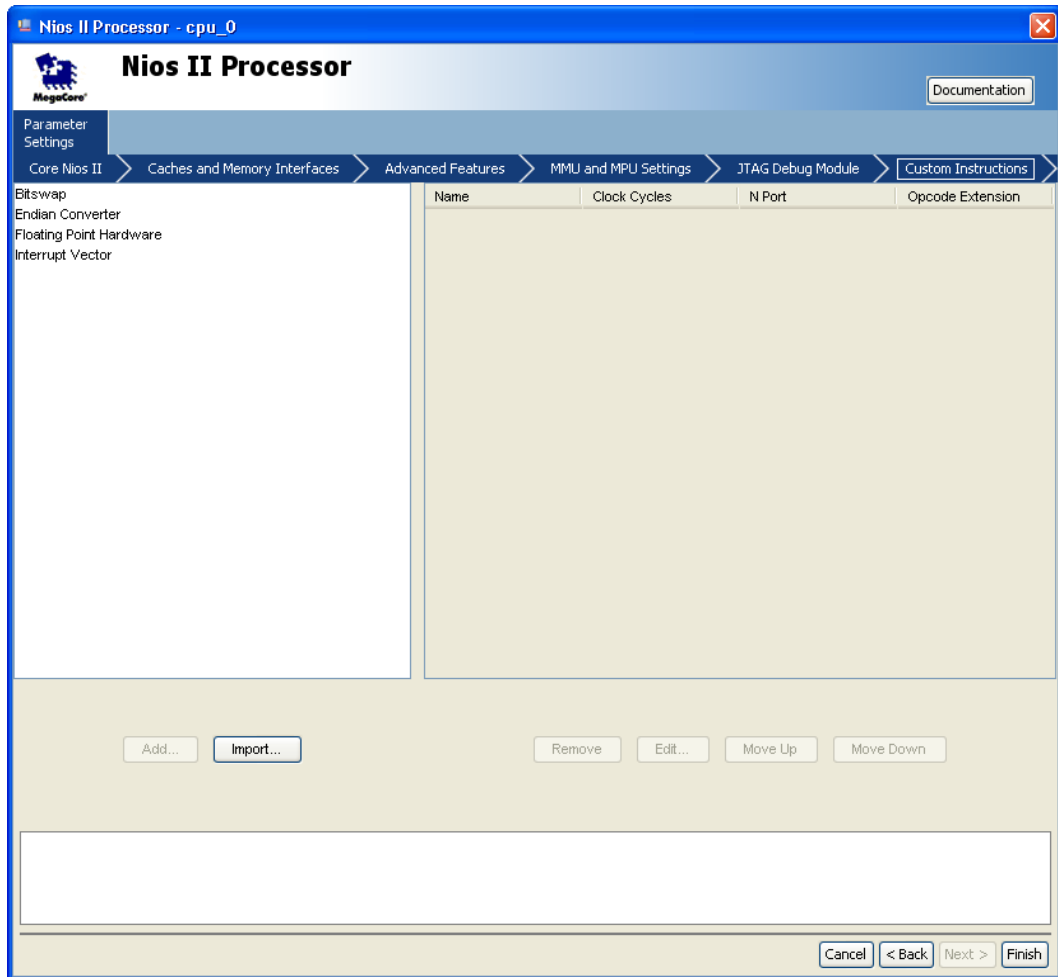 Nios II Processor - cpu_0
MegaCore®
Nios II Processor
Documentation
Parameter
Settings
Core Nios II
Caches and Memory Interfaces
Advanced Features
MMU and MPU Settings
JTAG Debug Module
Custom Instructions
Bitswap
Endian Converter
Floating Point Hardware
Interrupt Vector
Name Clock Cycles N Port Opcode Extension
Add... Import... Remove Edit... Move Up Move Down
Cancel < Back Next > Finish